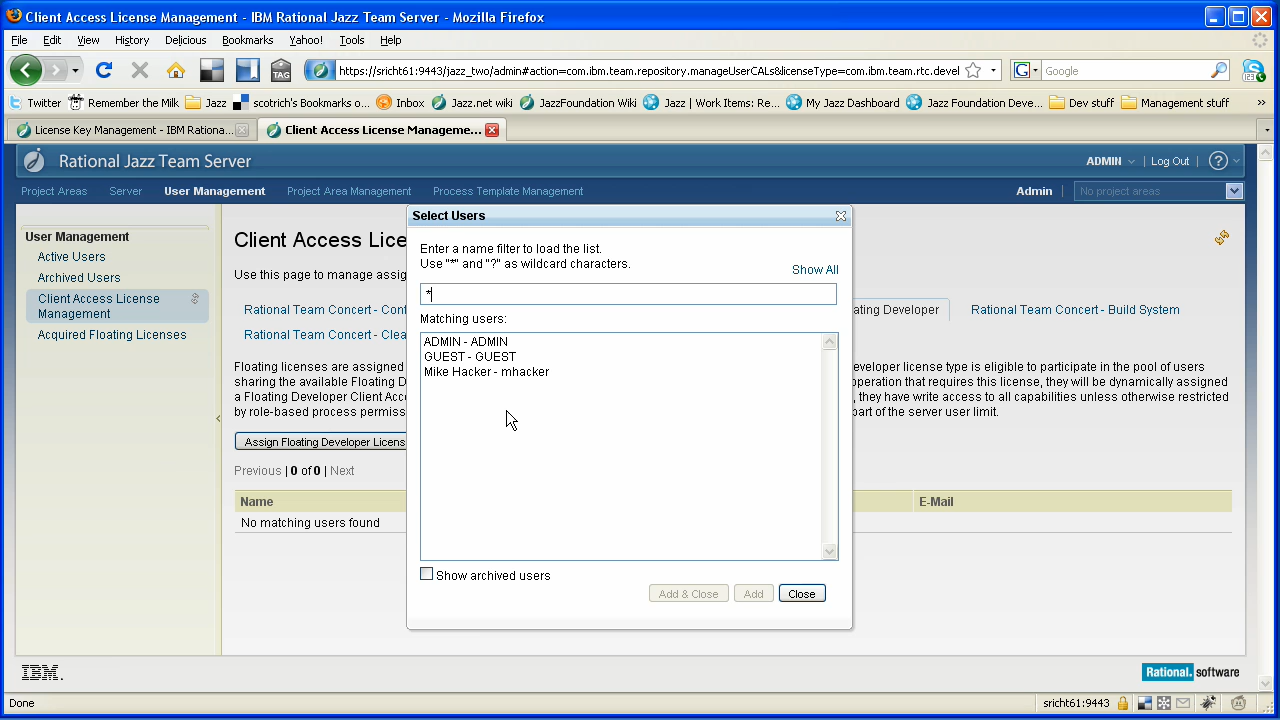 Client Access License Management - IBM Rational Jazz Team Server - Mozilla Firefox
File Edit View History Delicious Bookmarks Yahoo! Tools Help
TAG https://sricht61:9443/jazz_two/admin#action=com.ibm.team.repository.manageUserCALs&licenseType=com.ibm.team.rtc.devel G Google
Twitter Remember the Milk Jazz scotrich's Bookmarks o... Inbox Jazz.net wiki JazzFoundation Wiki Jazz | Work Items: Re... My Jazz Dashboard Jazz Foundation Deve... Dev stuff Management stuff »
License Key Management - IBM Rationa... Client Access License Manageme...
Rational Jazz Team Server ADMIN | Log Out | ?
Project Areas Server User Management Project Area Management Process Template Management Admin | No project areas
Select Users
User Management
Active Users
Archived Users
Client Access License
Management
Acquired Floating Licenses
Client Access Lice
Use this page to manage assig
Rational Team Concert - Cont
ating Developer
Rational Team Concert - Build System
Rational Team Concert - Clea
Floating licenses are assigned
eveloper license type is eligible to participate in the pool of users
sharing the available Floating D
operation that requires this license, they will be dynamically assigned
a Floating Developer Client Acce
, they have write access to all capabilities unless otherwise restricted
by role-based process permiss
part of the server user limit.
Assign Floating Developer Licens
Previous | 0 of 0 | Next
Name E-Mail
No matching users found
Enter a name filter to load the list.
Use "*" and "?" as wildcard characters.
Show All
*
Matching users:
ADMIN - ADMIN
GUEST - GUEST
Mike Hacker - mhacker
Show archived users
Add & Close Add Close
IBM. Rational. software
Done sricht61:9443